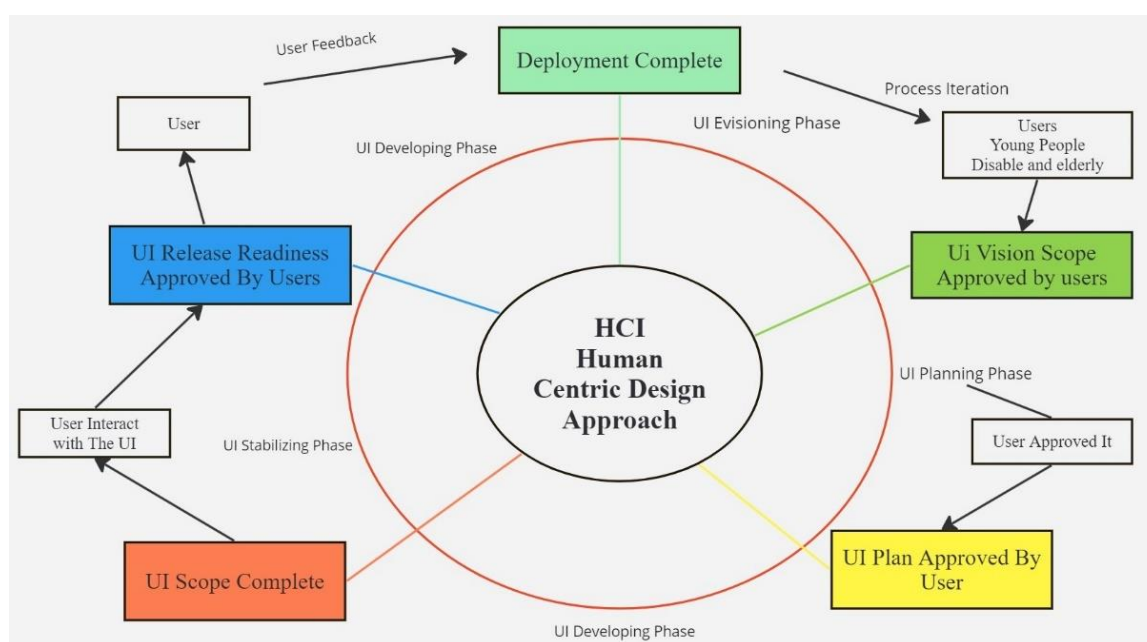 User Feedback
Deployment Complete
Process Iteration
User
UI Developing Phase
UI Evisioning Phase
Users
Young People
Disable and elderly
UI Release Readiness
Approved By Users
Ui Vision Scope
Approved by users
HCI
Human
Centric Design
Approach
UI Planning Phase
User Interact
with The UI
UI Stabilizing Phase
User Approved It
UI Scope Complete
UI Plan Approved By
User
UI Developing Phase